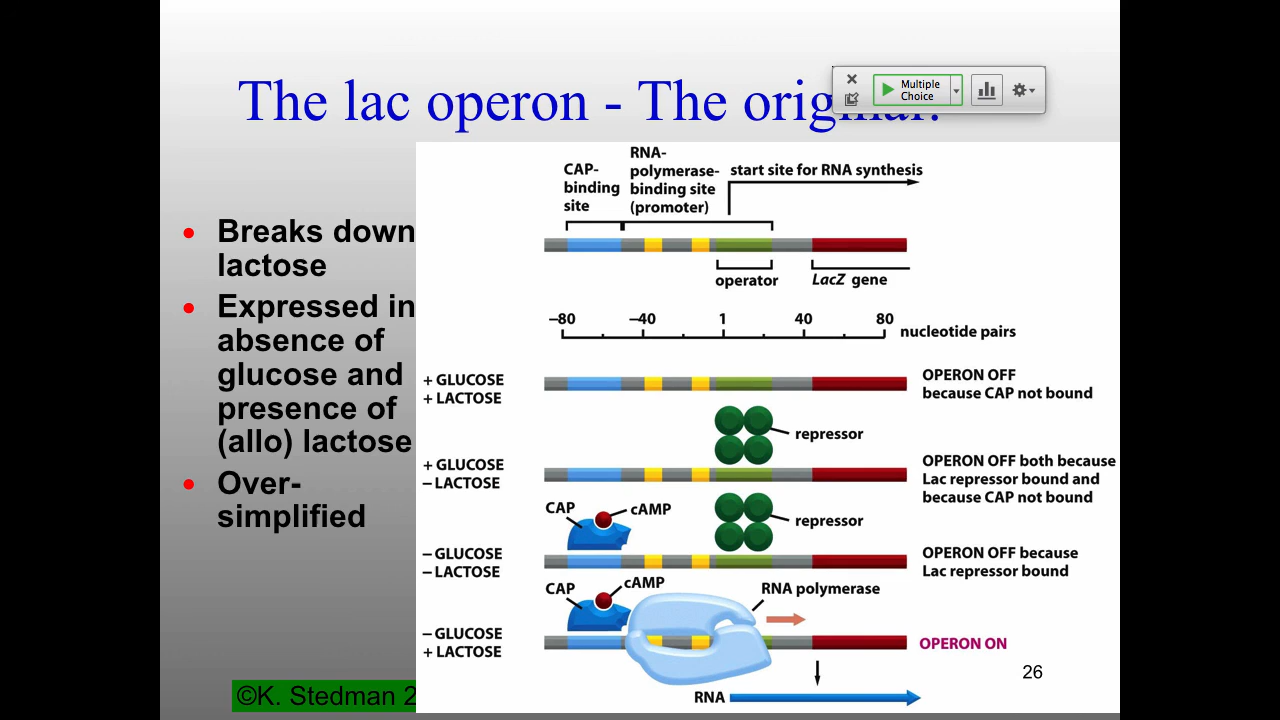 The lac operon - The original!
Multiple
Choice
Breaks down
lactose
Expressed in
absence of
glucose and
presence of
(allo) lactose
Over-
simplified
CAP-
binding
site
RNA-
polymerase-
binding site
(promoter)
start site for RNA synthesis
operator
LacZ gene
–80 –40 1 40 80
nucleotide pairs
+ GLUCOSE
+ LACTOSE
OPERON OFF
because CAP not bound
repressor
+ GLUCOSE
– LACTOSE
OPERON OFF both because
Lac repressor bound and
because CAP not bound
CAP
cAMP
repressor
– GLUCOSE
– LACTOSE
OPERON OFF because
Lac repressor bound
CAP
cAMP
RNA polymerase
– GLUCOSE
+ LACTOSE
OPERON ON
26
RNA
©K. Stedman 2